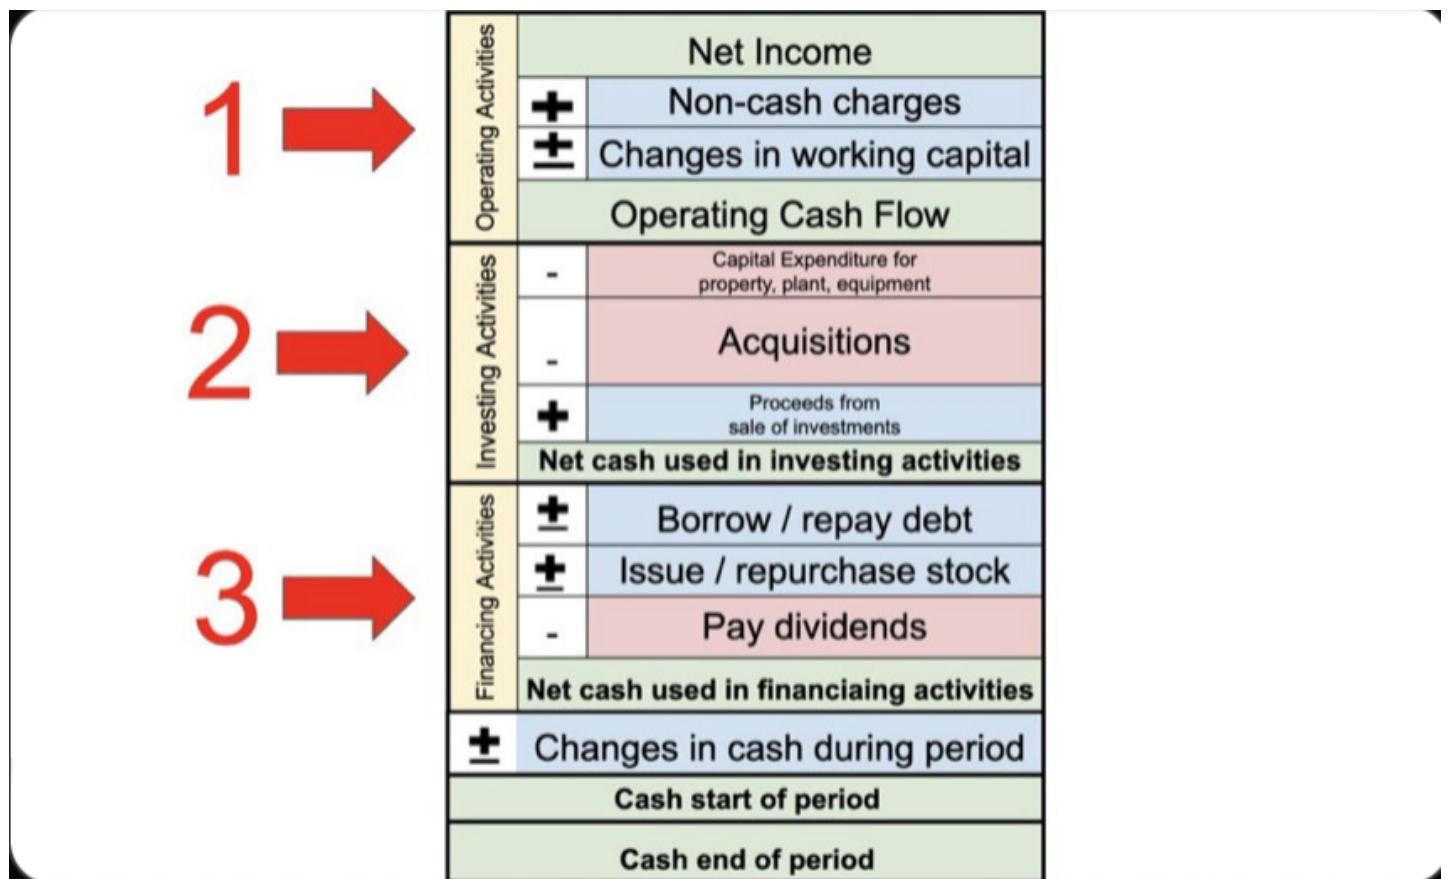 1
Operating Activities
Net Income
+ Non-cash charges
± Changes in working capital
Operating Cash Flow
2
Investing Activities
- Capital Expenditure for
property, plant, equipment
- Acquisitions
+ Proceeds from
sale of investments
Net cash used in investing activities
3
Financing Activities
± Borrow / repay debt
± Issue / repurchase stock
- Pay dividends
Net cash used in financiaing activities
± Changes in cash during period
Cash start of period
Cash end of period